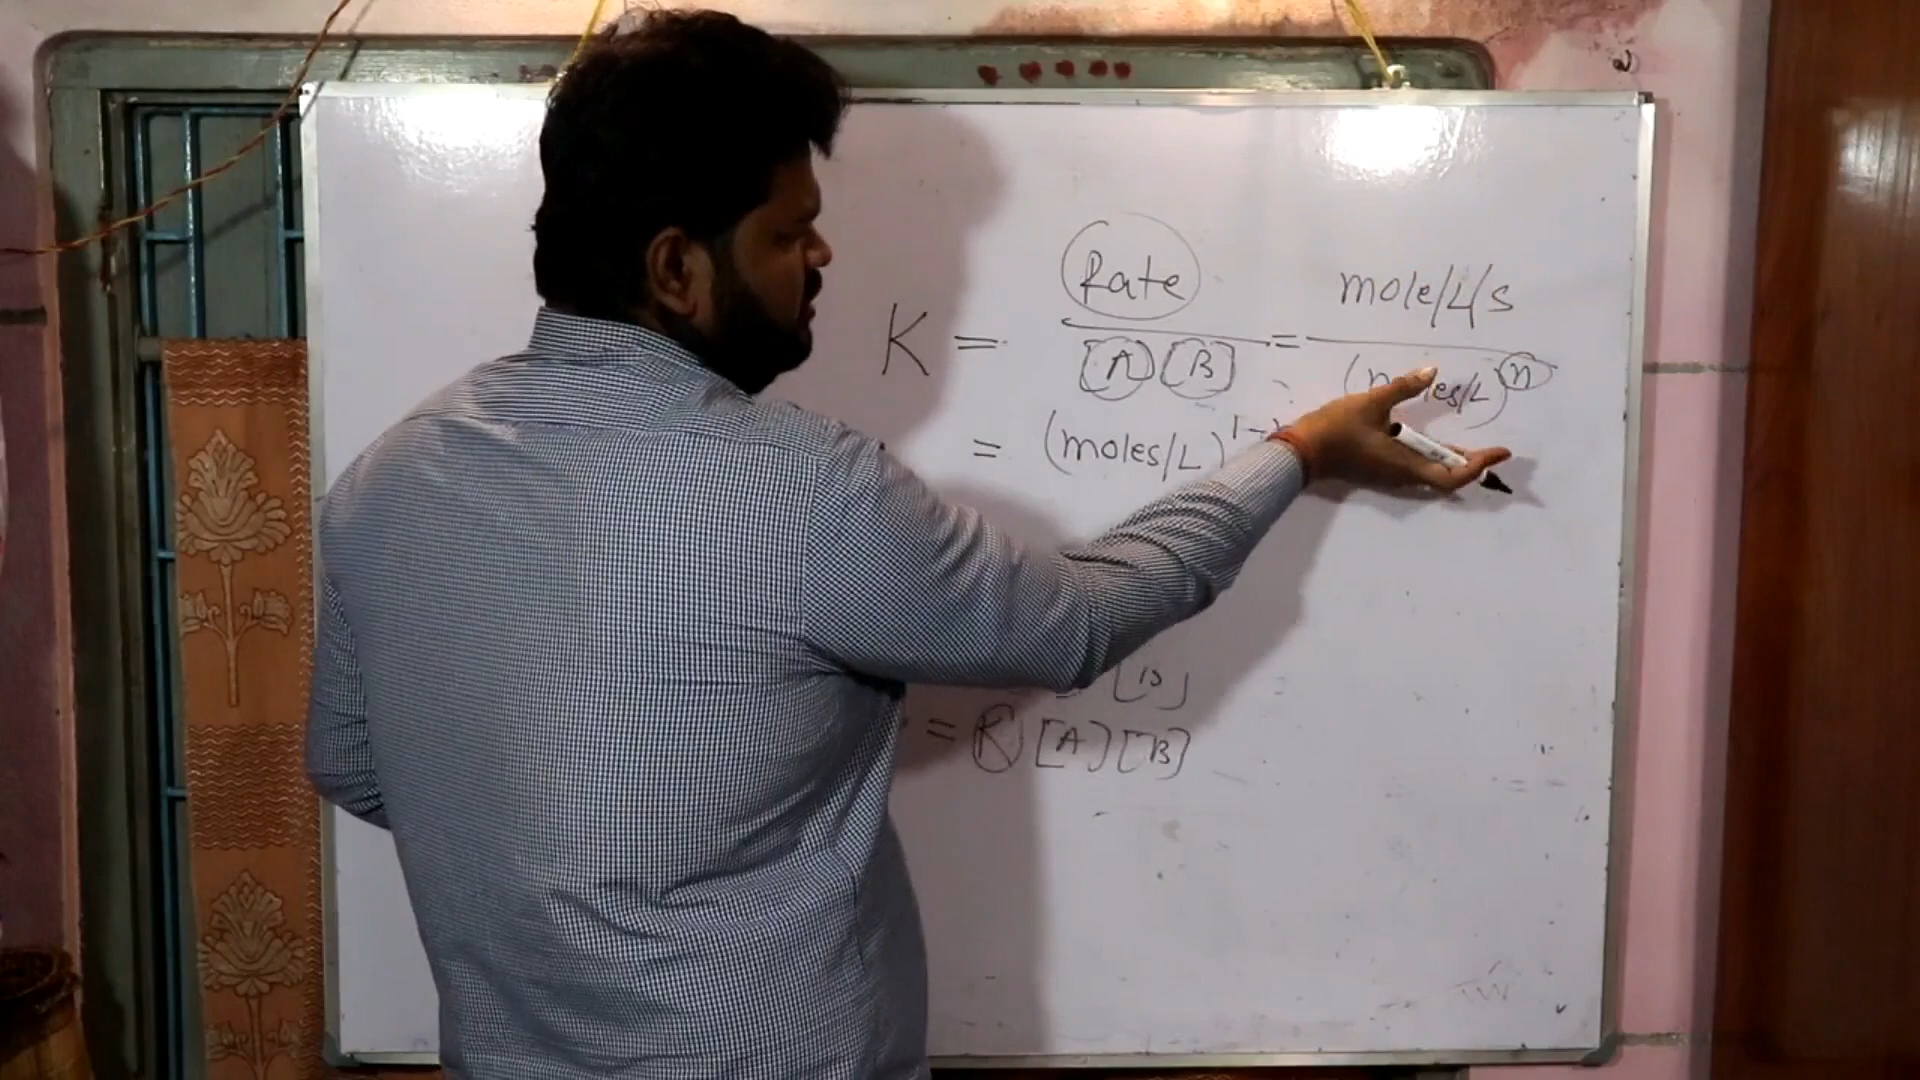 K = Rate / [A][B] = mole/L/s / (moles/L)^n
= (moles/L)^1-
[B]
= K [A][B]